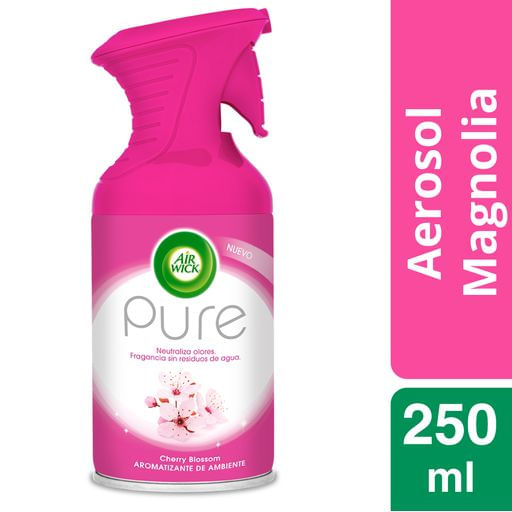 AIR
WICK
NUEVO
Pure
Neutraliza olores.
Fragancia sin residuos de agua.
Cherry Blossom
AROMATIZANTE DE AMBIENTE
Aerosol
Magnolia
250
ml